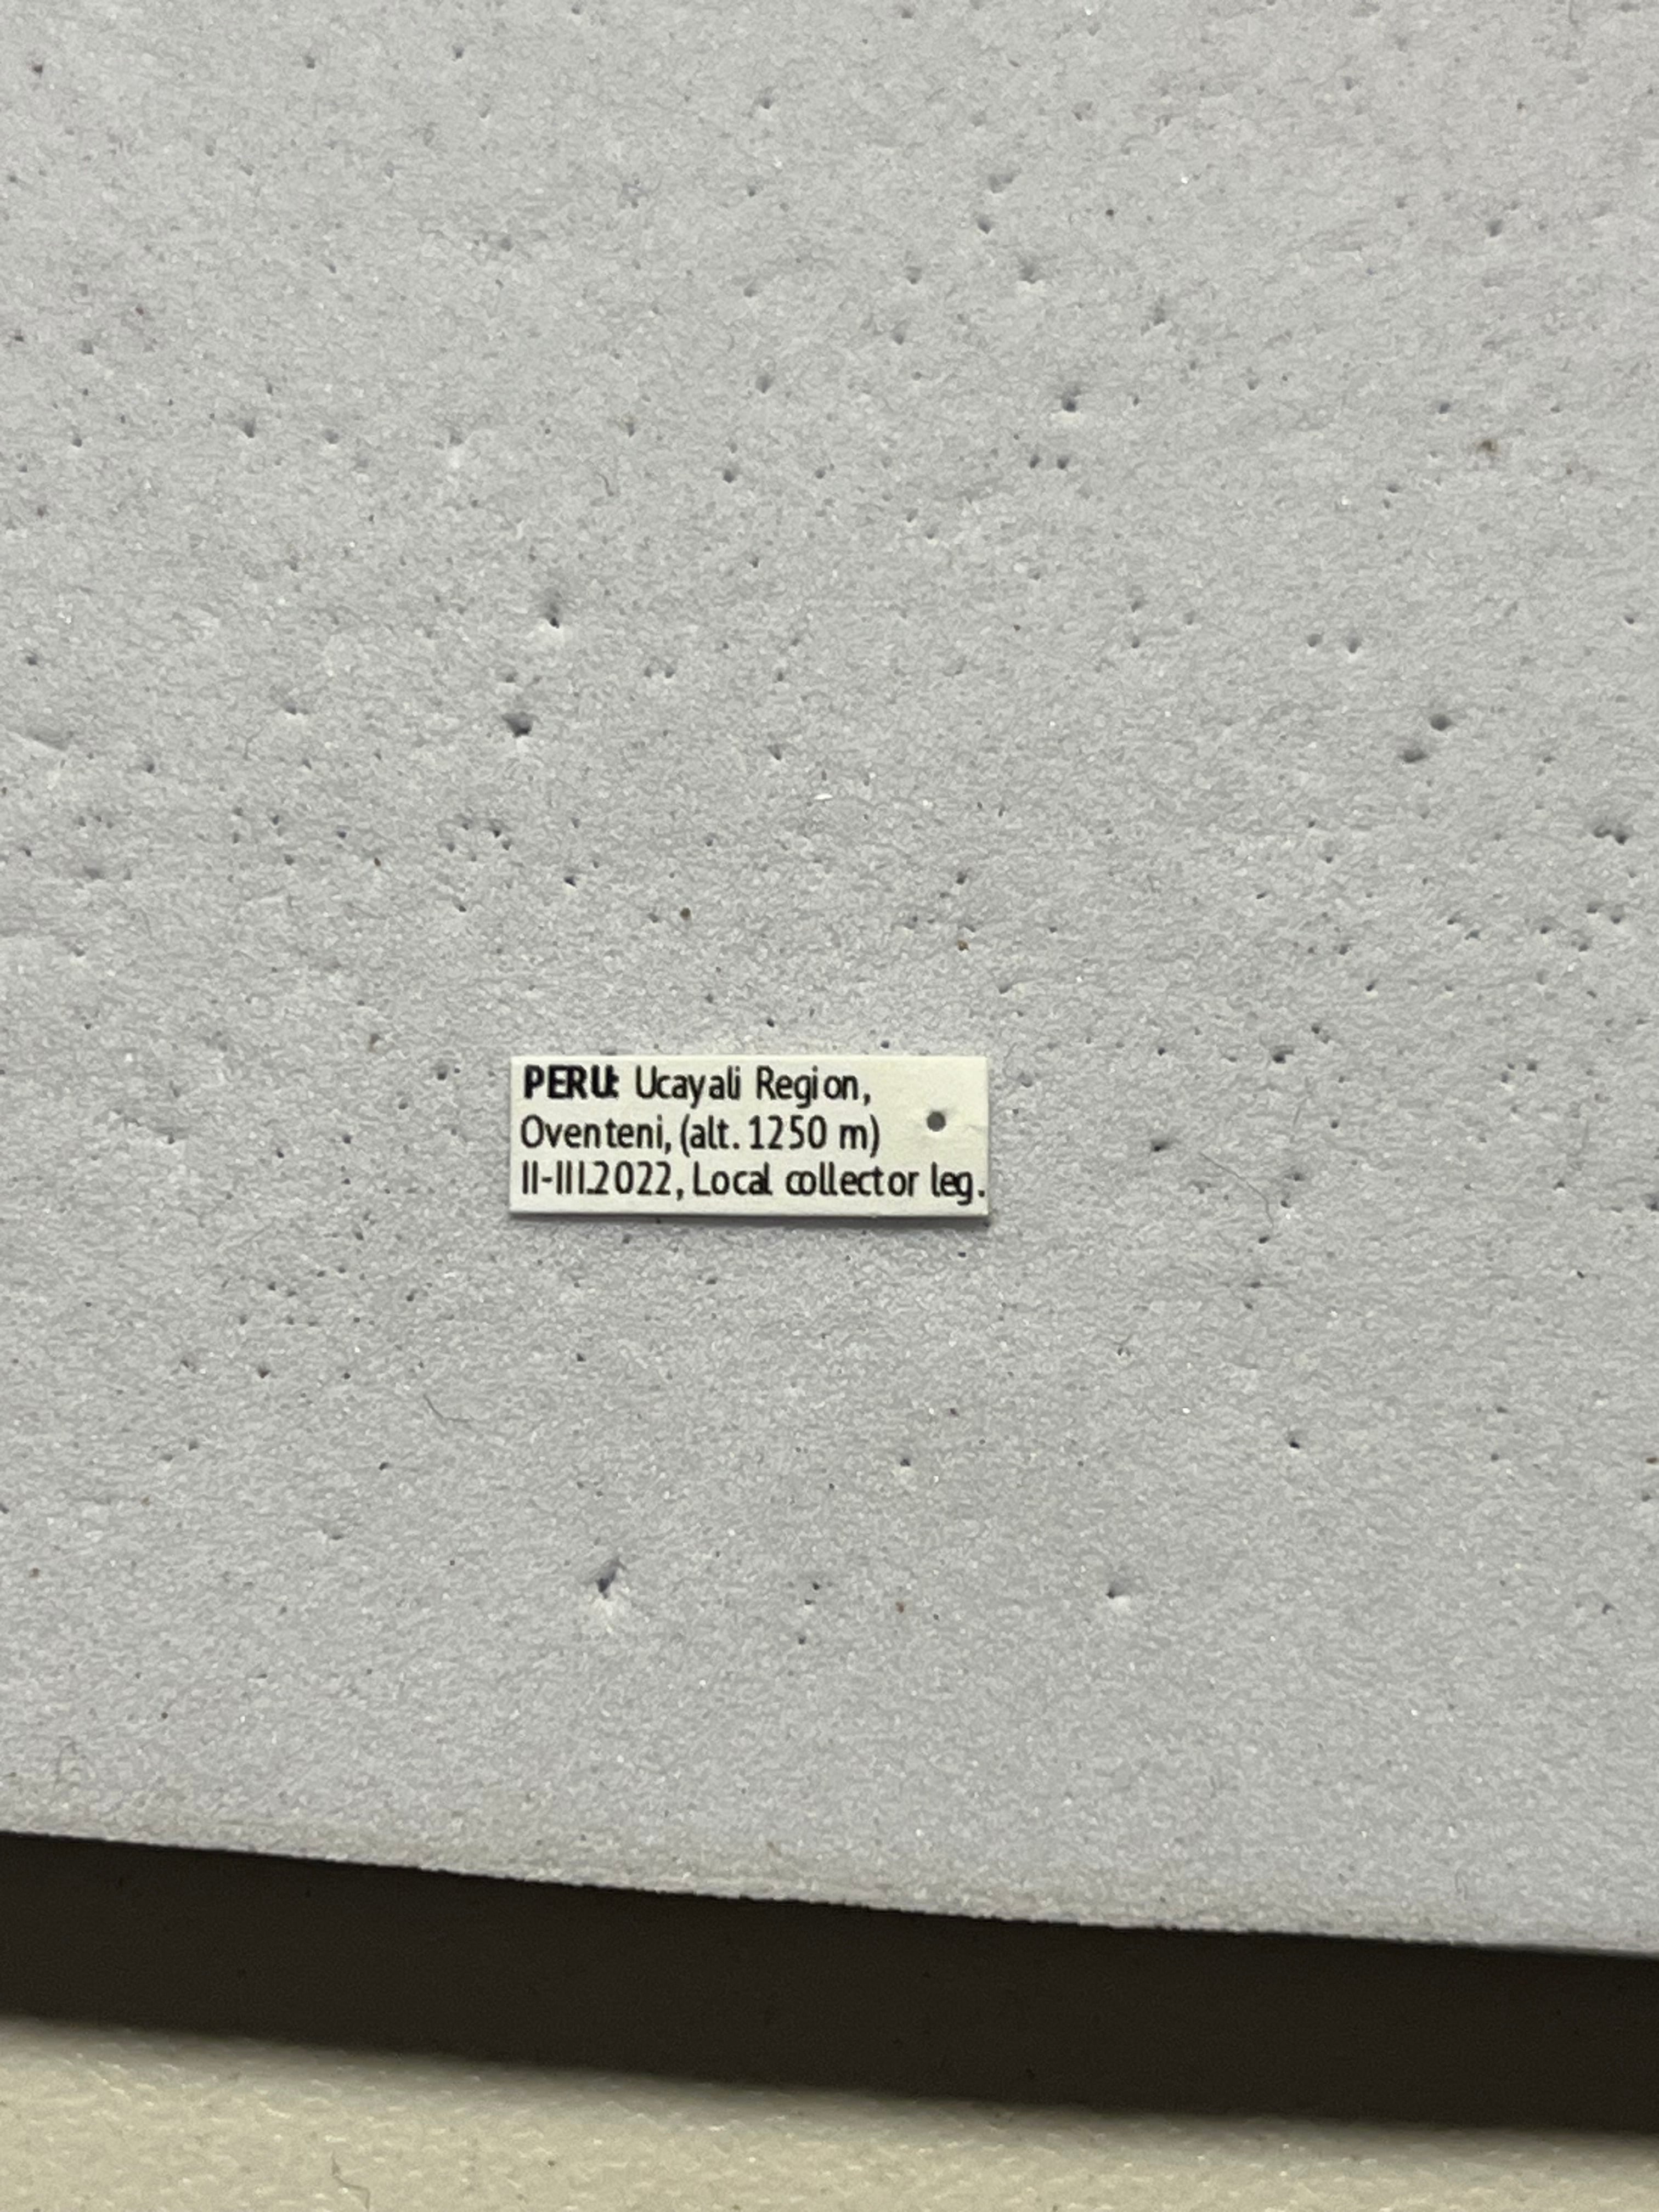 PERU: Ucayali Region,
Oventeni, (alt. 1250 m)
II-III.2022, Local collector leg.